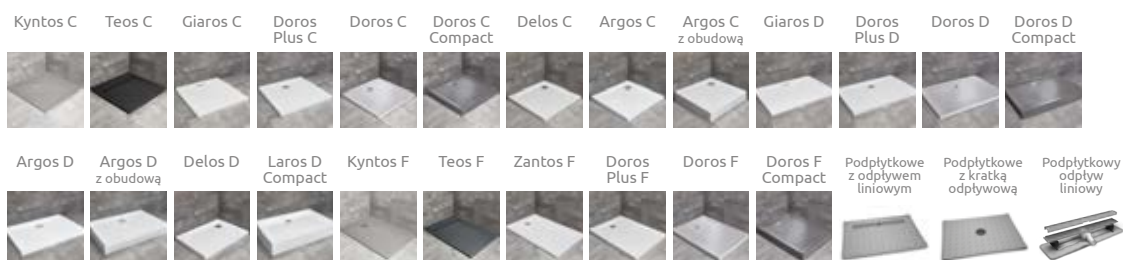 Kyntos C
Teos C
Giaros C
Doros
Plus C
Doros C
Doros C
Compact
Delos C
Argos C
Argos C
z obudową
Giaros D
Doros
Plus D
Doros D
Doros D
Compact
Argos D
Argos D
z obudową
Delos D
Laros D
Compact
Kyntos F
Teos F
Zantos F
Doros
Plus F
Doros F
Doros F
Compact
Podpłytkowe
z odpływem
liniowym
Podpłytkowe
z kratką
odpływową
Podpłytkowy
odpływ
liniowy